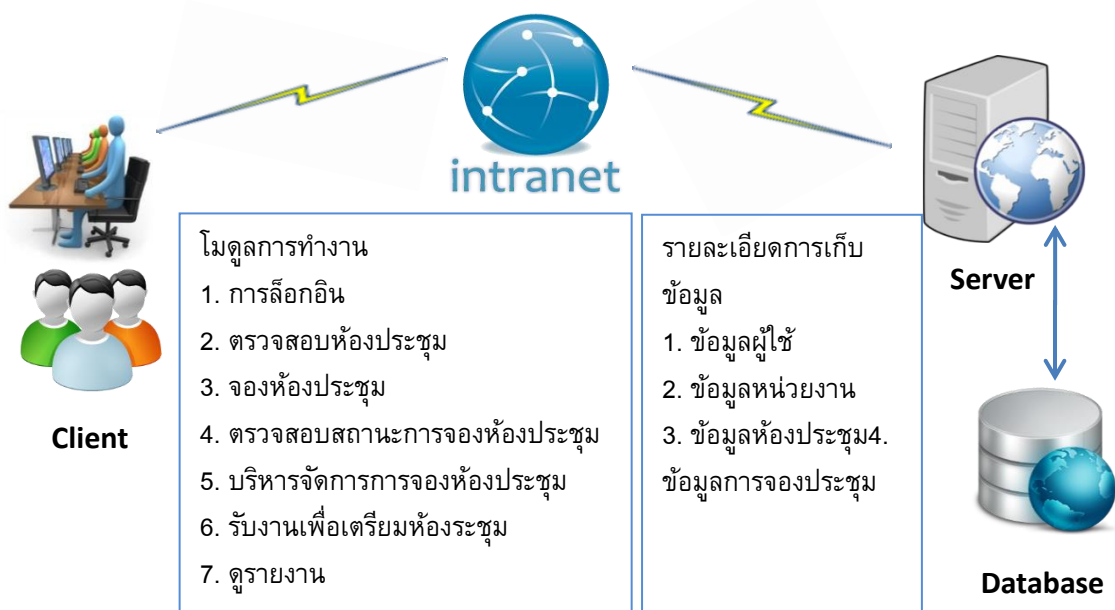 intranet
โมดูลการทำงาน
1. การล็อกอิน
2. ตรวจสอบห้องประชุม
3. จองห้องประชุม
4. ตรวจสอบสถานะการจองห้องประชุม
5. บริหารจัดการการจองห้องประชุม
6. รับงานเพื่อเตรียมห้องระชุม
7. ดูรายงาน
รายละเอียดการเก็บ
ข้อมูล
1. ข้อมูลผู้ใช้
2. ข้อมูลหน่วยงาน
3. ข้อมูลห้องประชุม4.
ข้อมูลการจองประชุม
Server
Client
Database